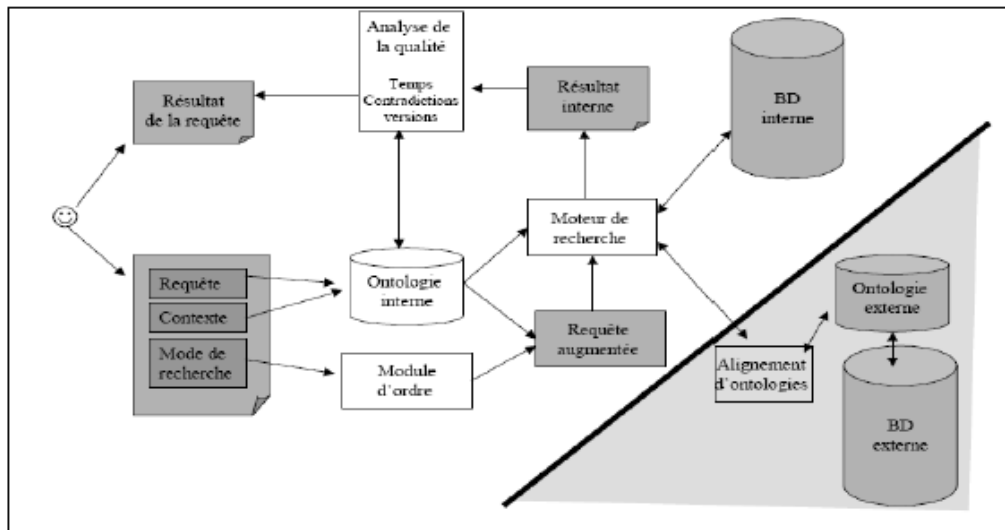 Analyse de
la qualité
Temps
Contradictions
versions
Résultat
de la requête
Résultat
interne
BD
interne
Moteur de
recherche
Requête
Contexte
Mode de
recherche
Ontologie
interne
Module
d'ordre
Requête
augmentée
Alignement
d'ontologies
Ontologie
externe
BD
externe